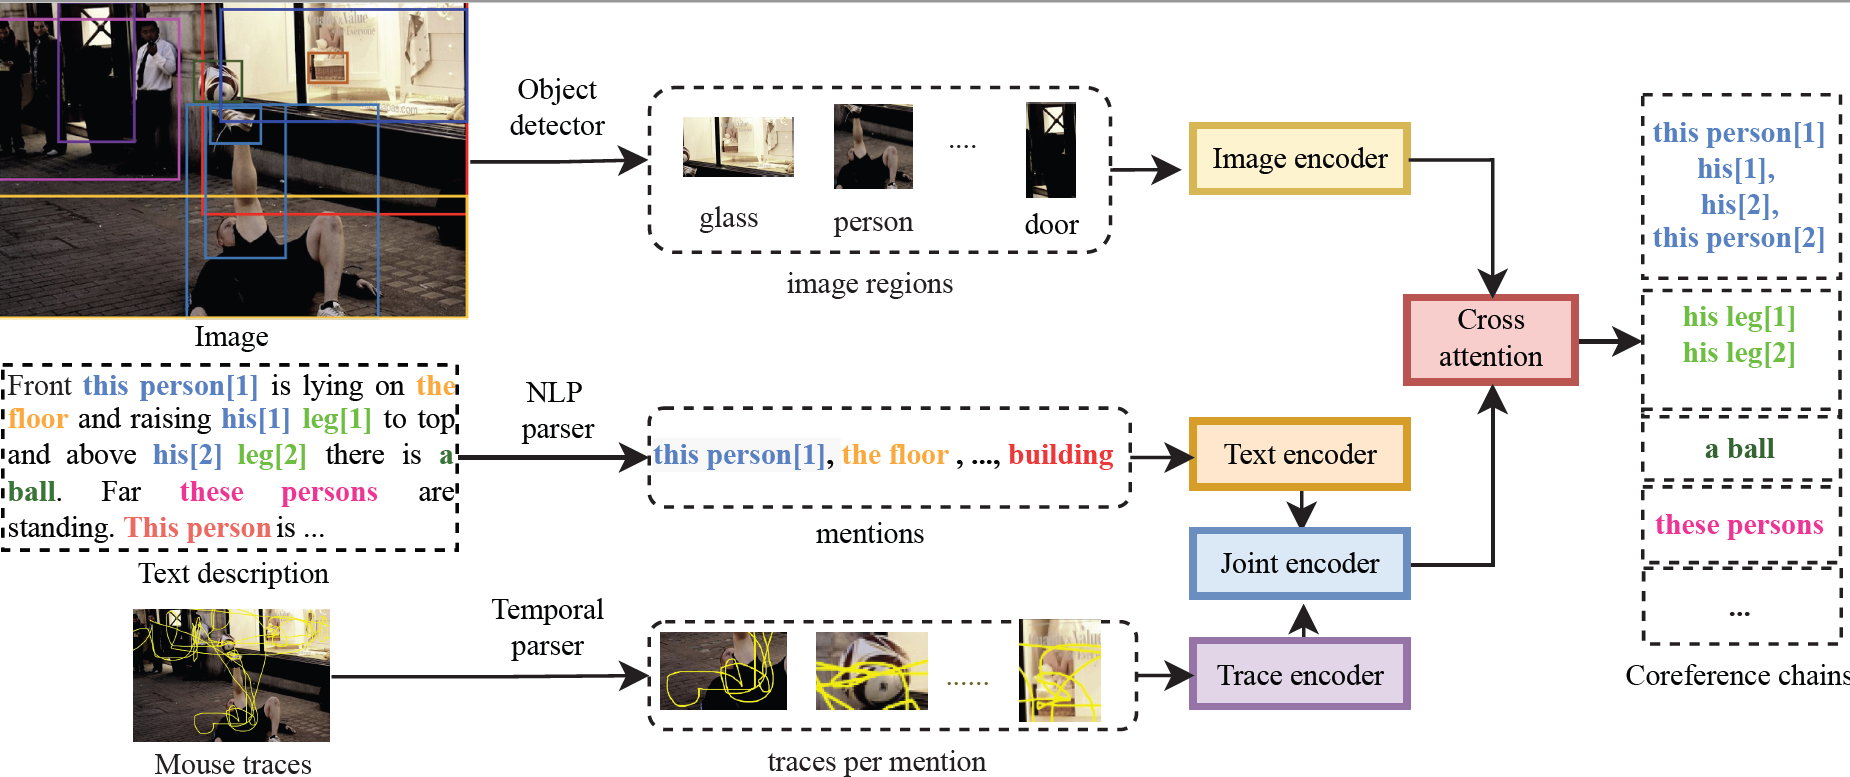 Object
detector
glass
person
....
door
image regions
Image encoder
Image
Front this person[1] is lying on the
floor and raising his[1] leg[1] to top
and above his[2] leg[2] there is a
ball. Far these persons are
standing. This person is ...
Text description
NLP
parser
this person[1], the floor , ..., building
mentions
Text encoder
Joint encoder
Cross
attention
Mouse traces
Temporal
parser
......
traces per mention
Trace encoder
this person[1]
his[1],
his[2],
this person[2]
his leg[1]
his leg[2]
a ball
these persons
...
Coreference chains